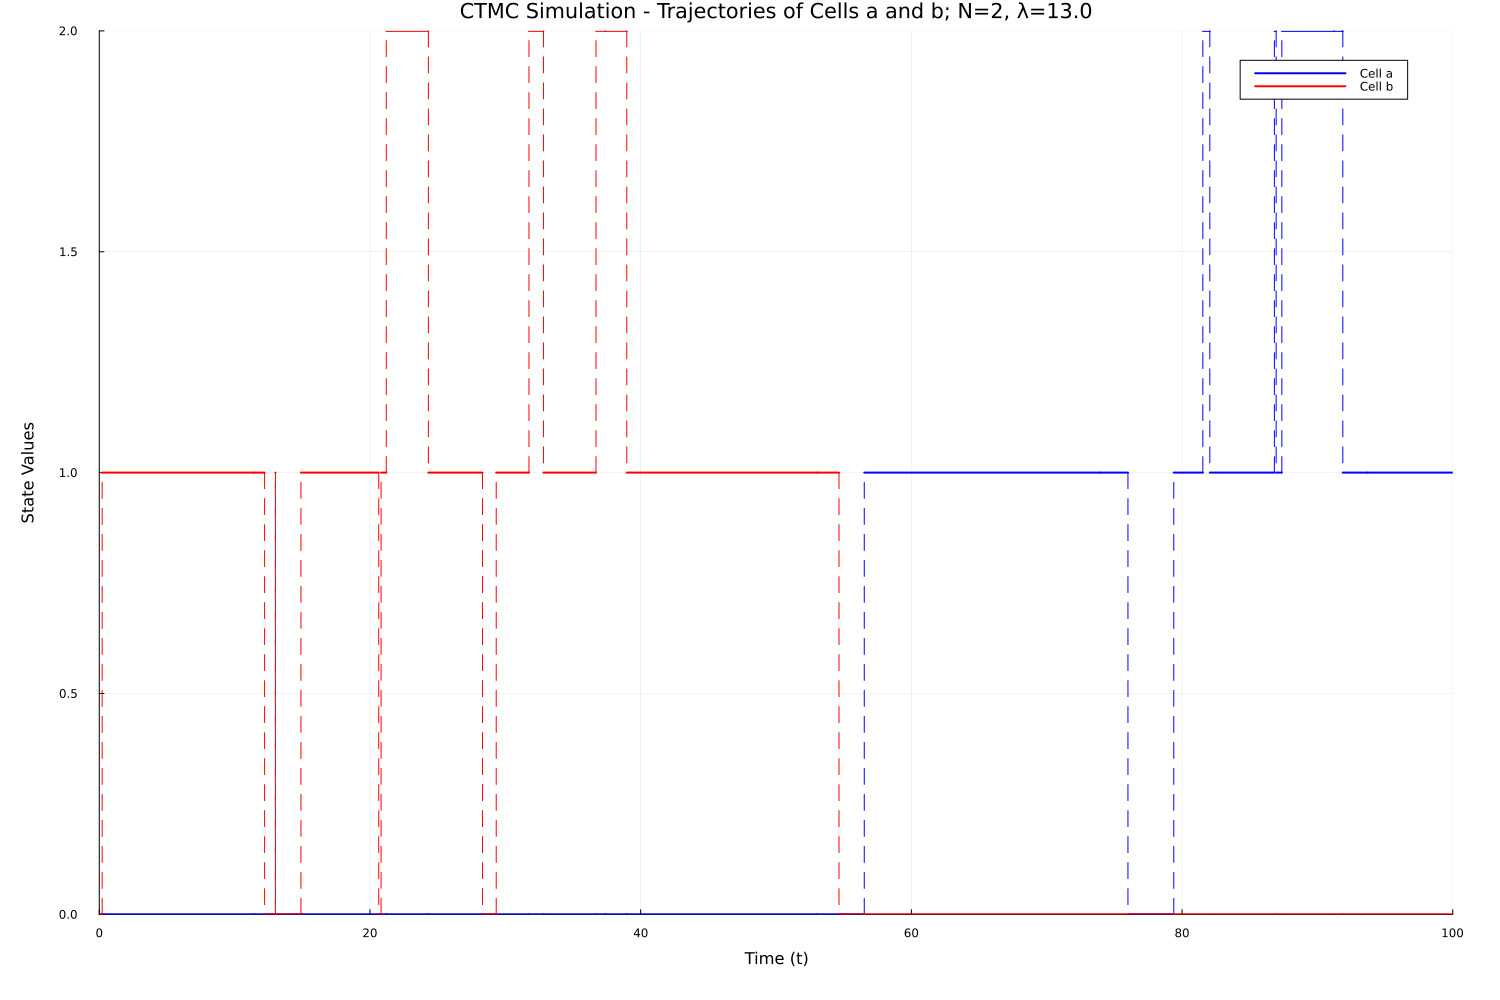 CTMC Simulation - Trajectories of Cells a and b; N=2, λ=13.0
2.0
Cell a
Cell b
1.5
1.0
State Values
0.5
0.0
0 20 40 60 80 100
Time (t)